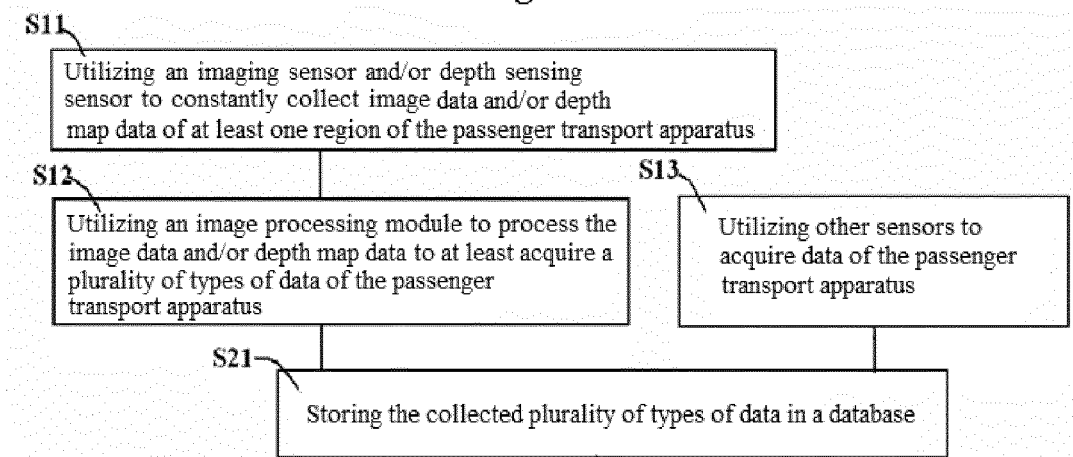 S11
Utilizing an imaging sensor and/or depth sensing
sensor to constantly collect image data and/or depth
map data of at least one region of the passenger transport apparatus
S12
Utilizing an image processing module to process the
image data and/or depth map data to at least acquire a
plurality of types of data of the passenger
transport apparatus
S13
Utilizing other sensors to
acquire data of the passenger
transport apparatus
S21
Storing the collected plurality of types of data in a database